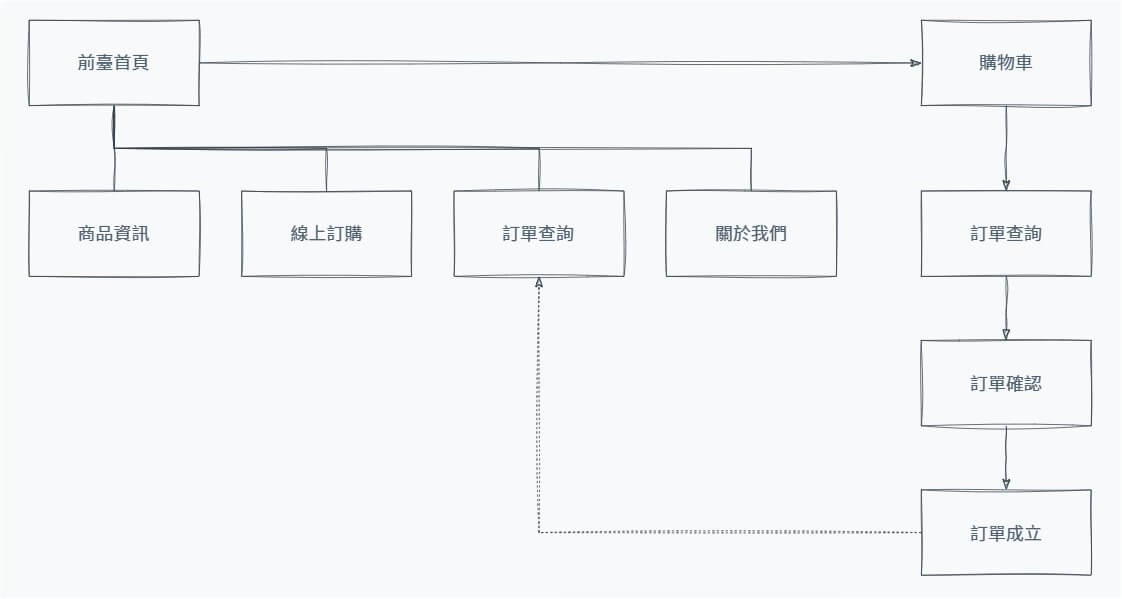 前臺首頁
購物車
商品資訊
線上訂購
訂單查詢
關於我們
訂單查詢
訂單確認
訂單成立